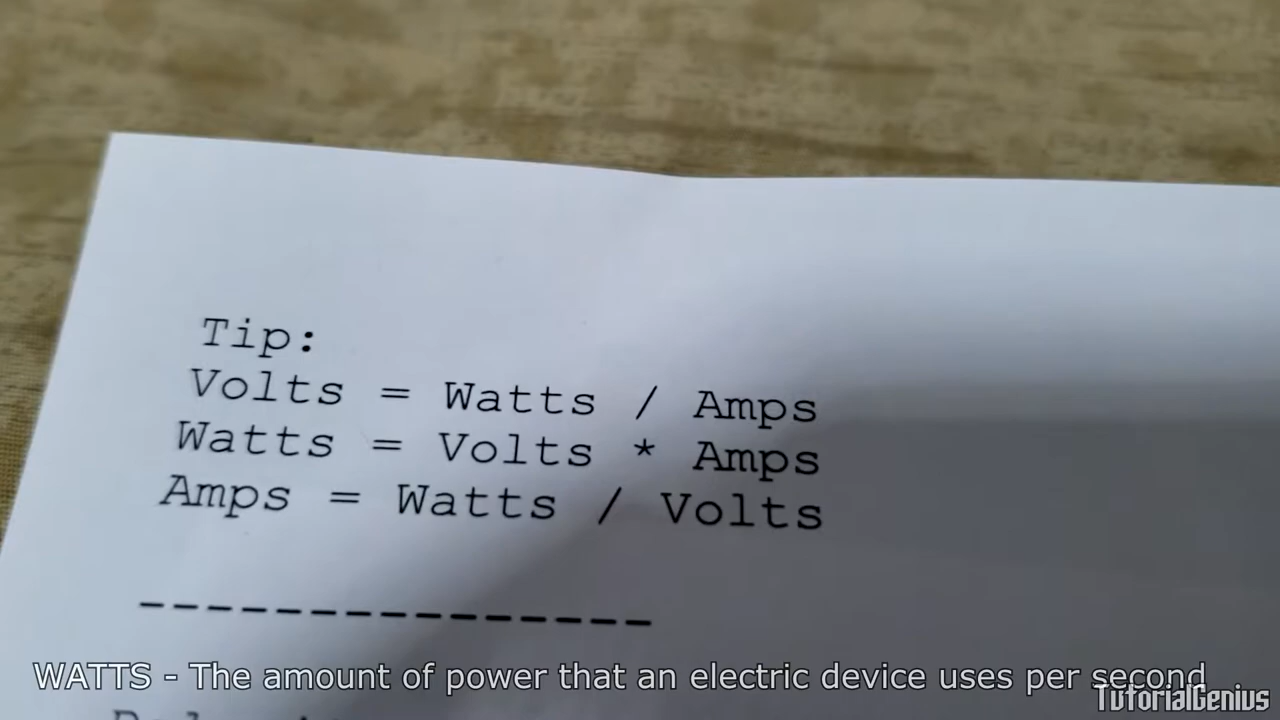 Tip:
Volts = Watts / Amps
Watts = Volts * Amps
Amps = Watts / Volts
----------------
WATTS - The amount of power that an electric device uses per second
TutorialGenius